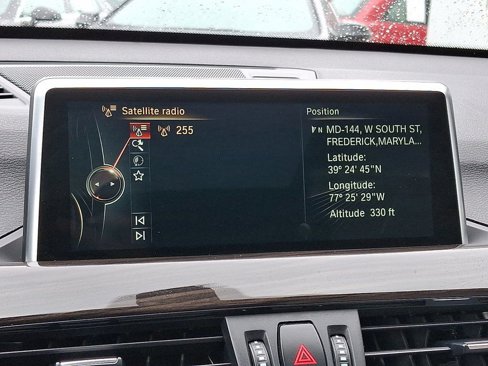 Satellite radio
255
Position
N MD-144, W SOUTH ST,
FREDERICK,MARYLA...
Latitude:
39° 24' 45"N
Longitude:
77° 25' 29"W
Altitude 330 ft